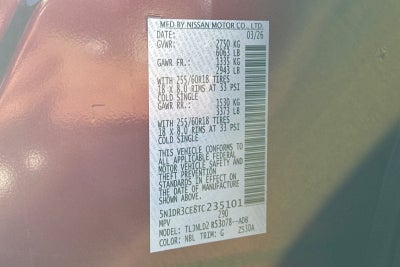 MFD BY NISSAN MOTOR CO., LTD.
DATE: 03/26
GVWR: 2750 KG
6063 LB
GAWR FR.: 1335 KG
2943 LB
WITH 255/60R18 TIRES
18 X 8.0 RIMS AT 33 PSI
COLD SINGLE
GAWR RR.: 1530 KG
3373 LB
WITH 255/60R18 TIRES
18 X 8.0 RIMS AT 33 PSI
COLD SINGLE
THIS VEHICLE CONFORMS TO
ALL APPLICABLE FEDERAL
MOTOR VEHICLE SAFETY
AND THEFT PREVENTION
STANDARDS IN EFFECT ON
THE DATE OF MANUFACTURE
SHOWN ABOVE.
5N1DR3CE8TC235101
MPV 290
MODEL: TLJNLD2 R53D78--AD8
COLOR: NBL TRIM: G